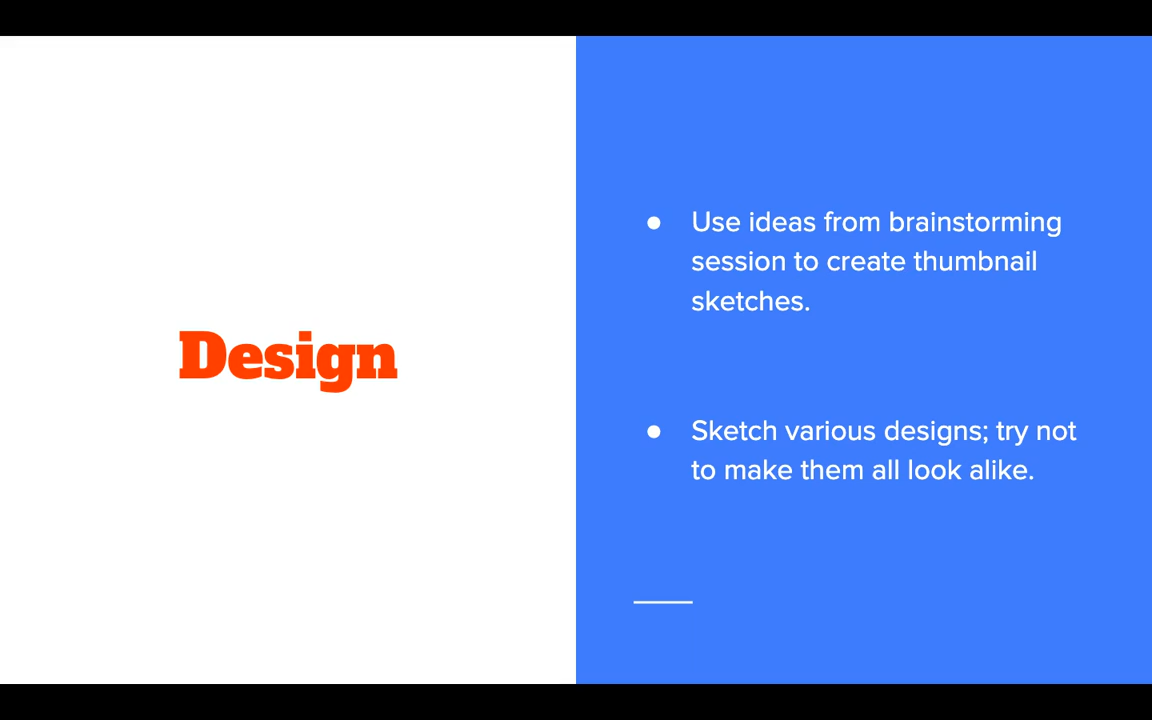 Design
● Use ideas from brainstorming
session to create thumbnail
sketches.
● Sketch various designs; try not
to make them all look alike.